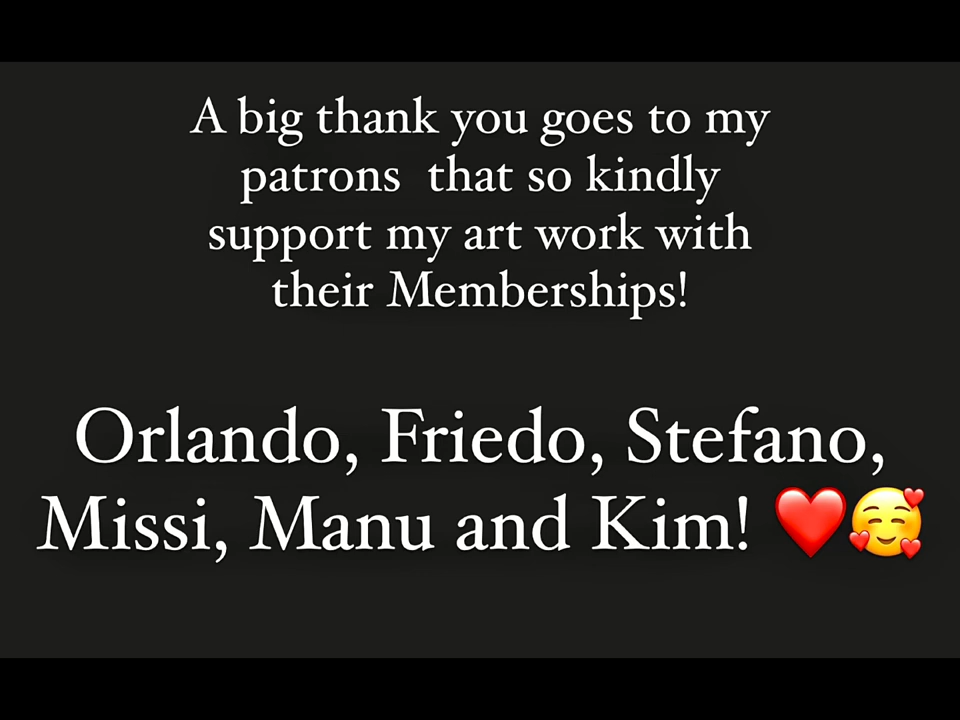 A big thank you goes to my
patrons  that so kindly
support my art work with
their Memberships!
Orlando, Friedo, Stefano,
Missi, Manu and Kim! ❤️🥰